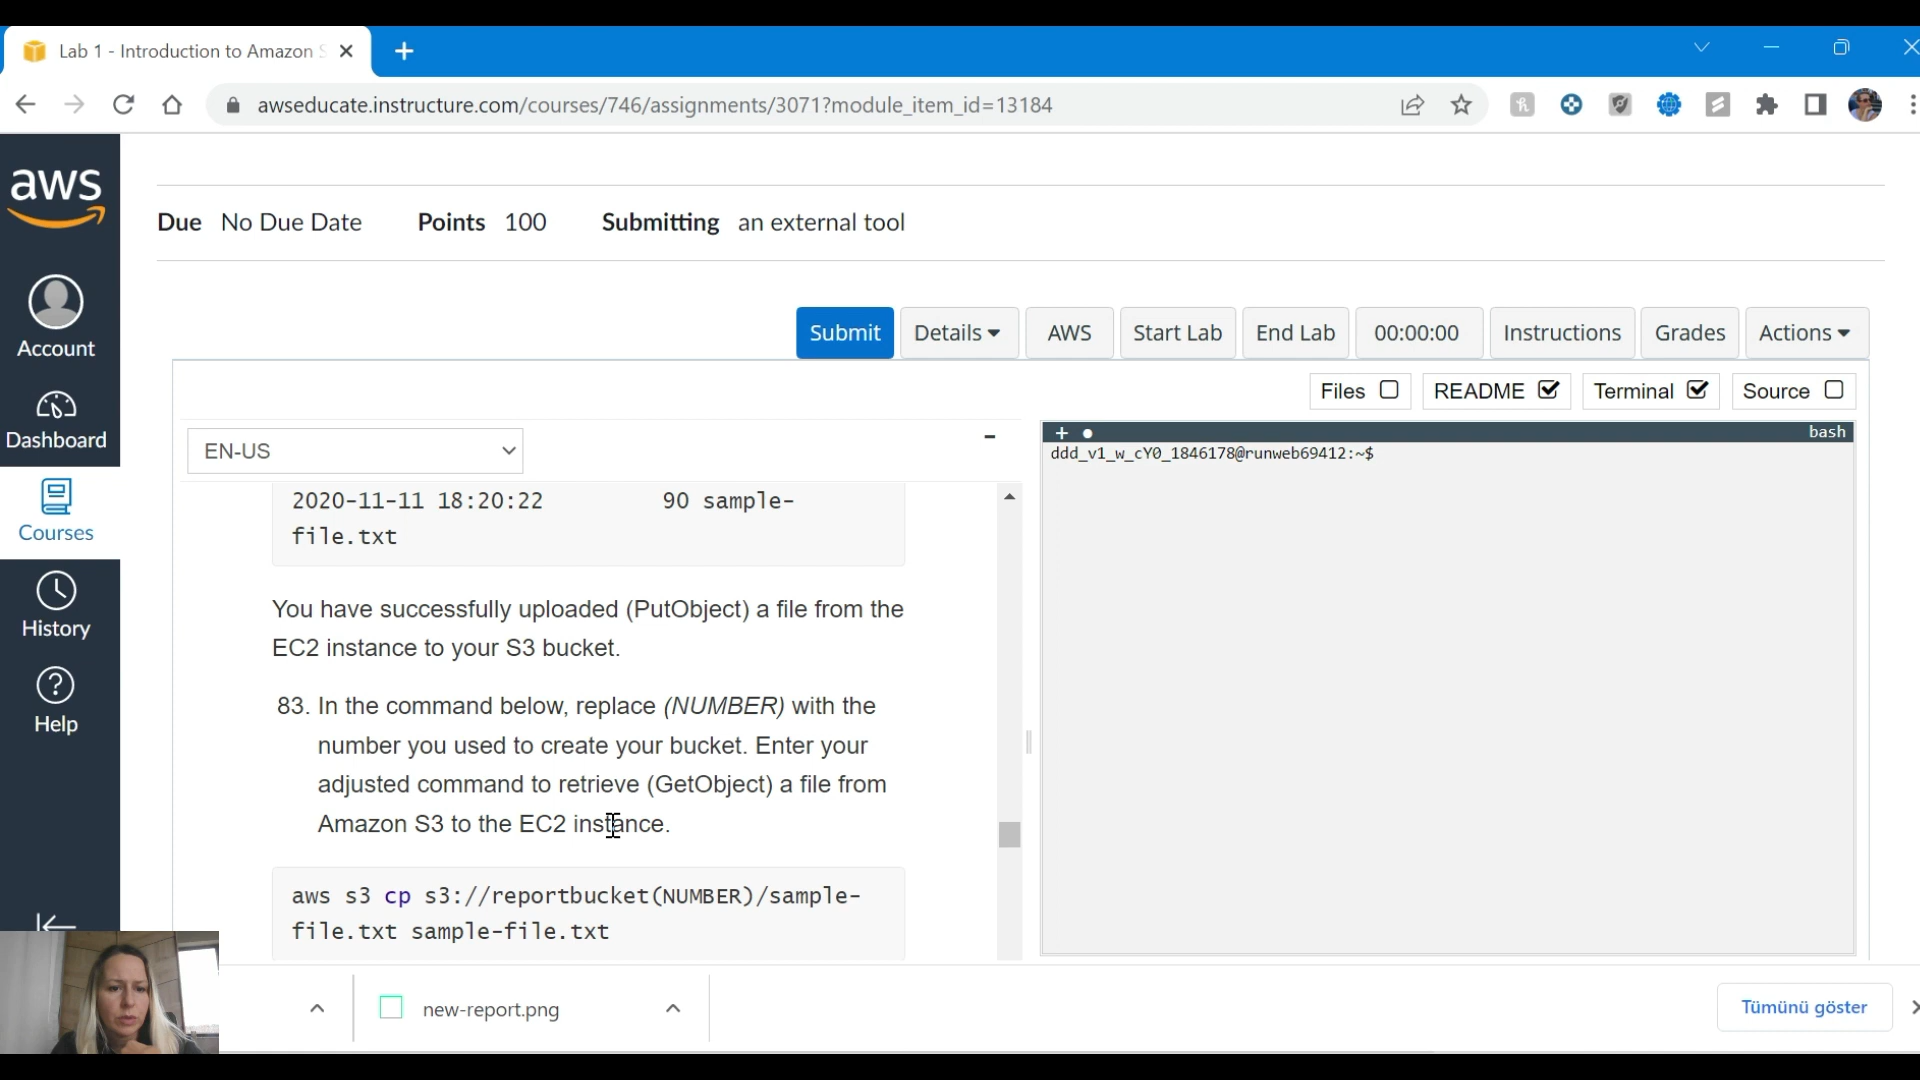 Lab 1 - Introduction to Amazon S
awseducate.instructure.com/courses/746/assignments/3071?module_item_id=13184
aws
Account
Dashboard
Courses
History
Help
Due No Due Date Points 100 Submitting an external tool
Submit Details AWS Start Lab End Lab 00:00:00 Instructions Grades Actions
Files README Terminal Source
EN-US
2020-11-11 18:20:22 90 sample-
file.txt
You have successfully uploaded (PutObject) a file from the
EC2 instance to your S3 bucket.
83. In the command below, replace (NUMBER) with the
number you used to create your bucket. Enter your
adjusted command to retrieve (GetObject) a file from
Amazon S3 to the EC2 instance.
aws s3 cp s3://reportbucket(NUMBER)/sample-
file.txt sample-file.txt
bash
ddd_v1_w_cY0_1846178@runweb69412:~$
new-report.png
Tümünü göster